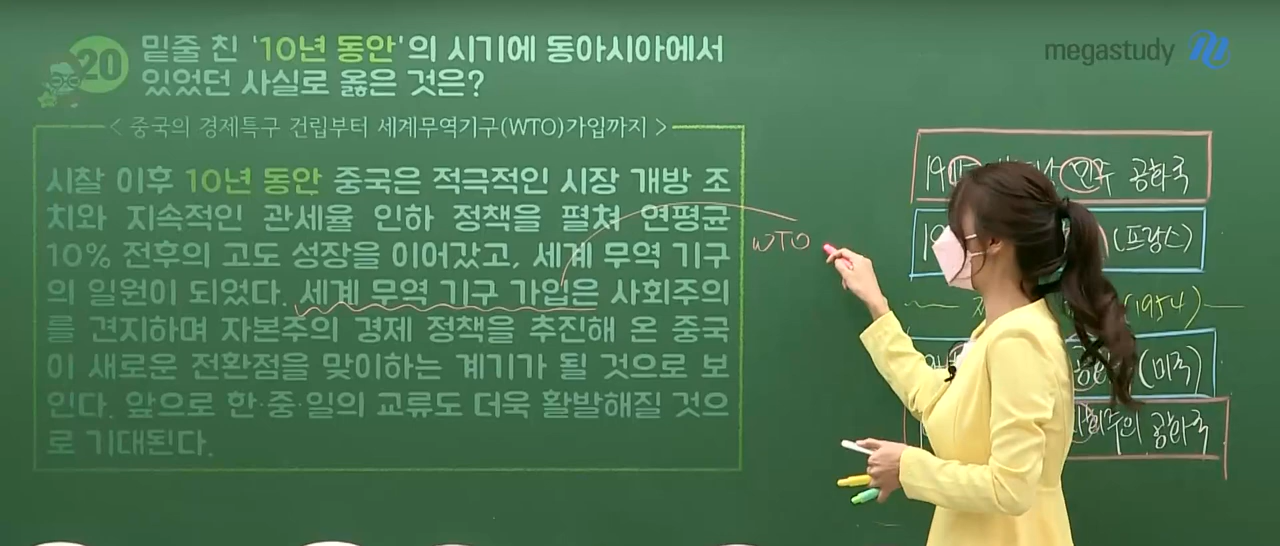 20
밑줄 친 '10년 동안'의 시기에 동아시아에서
있었던 사실로 옳은 것은?
megastudy
< 중국의 경제특구 건립부터 세계무역기구(WTO)가입까지 >
시찰 이후 10년 동안 중국은 적극적인 시장 개방 조
치와 지속적인 관세율 인하 정책을 펼쳐 연평균
10% 전후의 고도 성장을 이어갔고, 세계 무역 기구
의 일원이 되었다. 세계 무역 기구 가입은 사회주의
를 견지하며 자본주의 경제 정책을 추진해 온 중국
이 새로운 전환점을 맞이하는 계기가 될 것으로 보
인다. 앞으로 한·중·일의 교류도 더욱 활발해질 것으
로 기대된다.
WTO
민주 공화국
(프랑스)
(1954)
(미국)
공화국